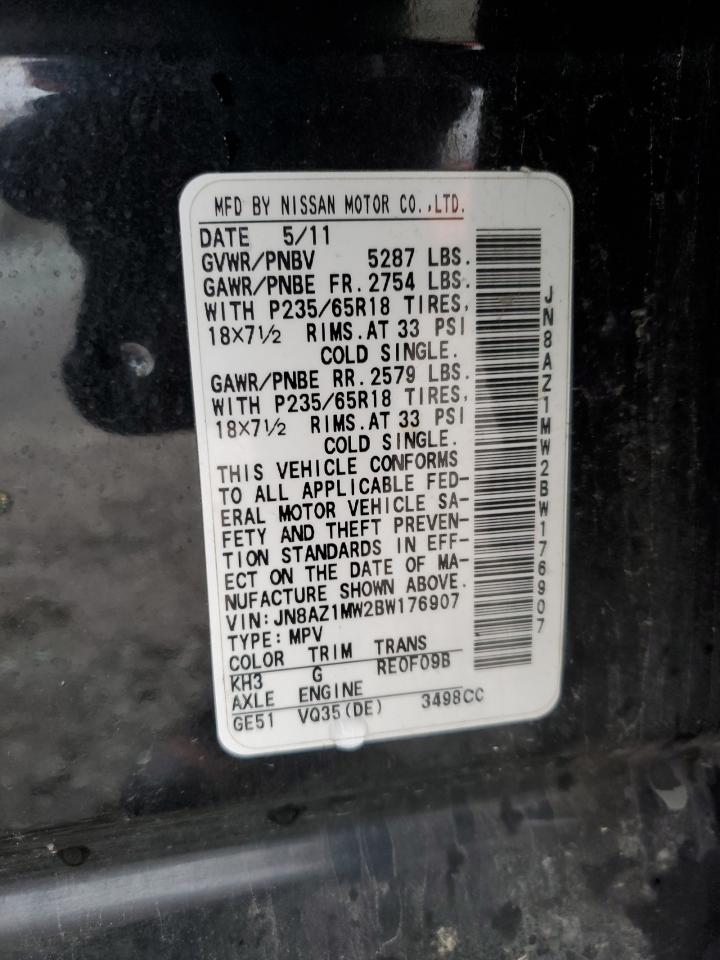 MFD BY NISSAN MOTOR CO.,LTD.
DATE 5/11
GVWR/PNBV 5287 LBS.
GAWR/PNBE FR. 2754 LBS.
WITH P235/65R18 TIRES,
18×7½ RIMS. AT 33 PSI
COLD SINGLE.
GAWR/PNBE RR. 2579 LBS.
WITH P235/65R18 TIRES,
18×7½ RIMS. AT 33 PSI
COLD SINGLE.
THIS VEHICLE CONFORMS
TO ALL APPLICABLE FED-
ERAL MOTOR VEHICLE SA-
FETY AND THEFT PREVEN-
TION STANDARDS IN EFF-
ECT ON THE DATE OF MA-
NUFACTURE SHOWN ABOVE.
VIN:JN8AZ1MW2BW176907
TYPE:MPV
COLOR TRIM TRANS
KH3 G RE0F09B
AXLE ENGINE
GE51 VQ35(DE) 3498CC
JN8AZ1MW2BW176907